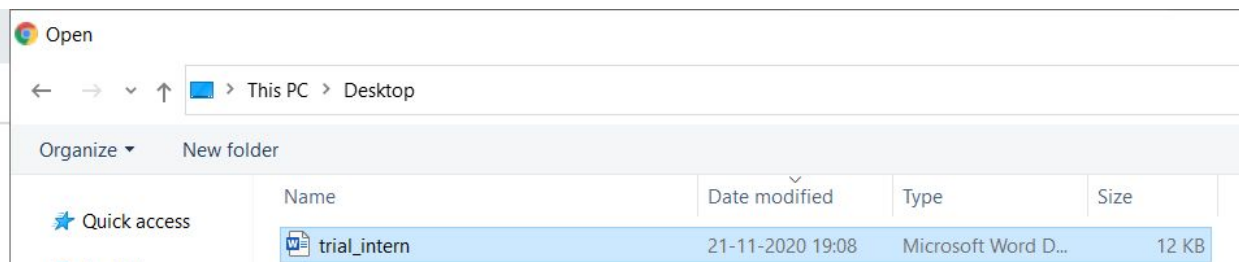 Open
This PC > Desktop
Organize New folder
Name Date modified Type Size
Quick access
trial_intern 21-11-2020 19:08 Microsoft Word D... 12 KB